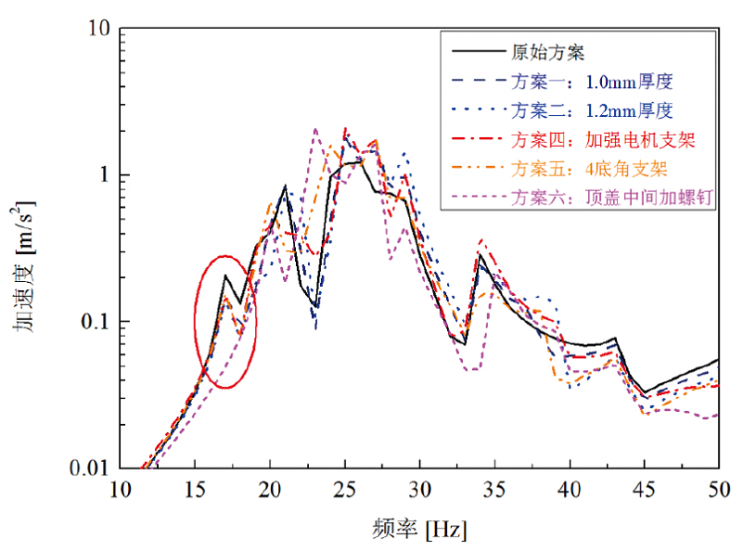 10
1
0.1
0.01
加速度 [m/s²]
原始方案
方案一：1.0mm厚度
方案二：1.2mm厚度
方案四：加强电机支架
方案五：4底角支架
方案六：顶盖中间加螺钉
10 15 20 25 30 35 40 45 50
频率 [Hz]